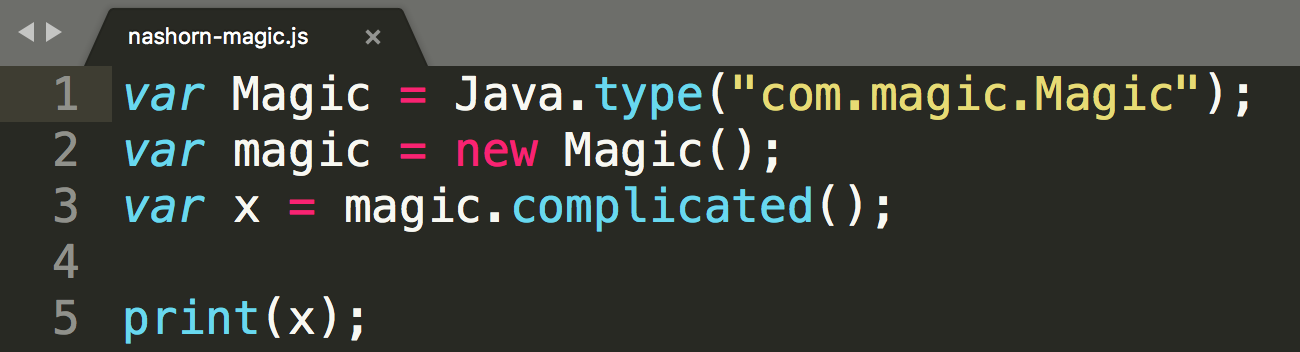 nashorn-magic.js ×
1 var Magic = Java.type("com.magic.Magic");
2 var magic = new Magic();
3 var x = magic.complicated();
4
5 print(x);